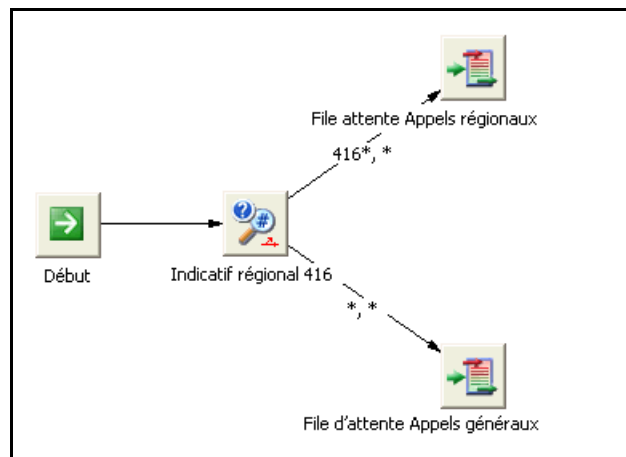 File attente Appels régionaux
416*, *
Début
Indicatif régional 416
*, *
File d'attente Appels généraux